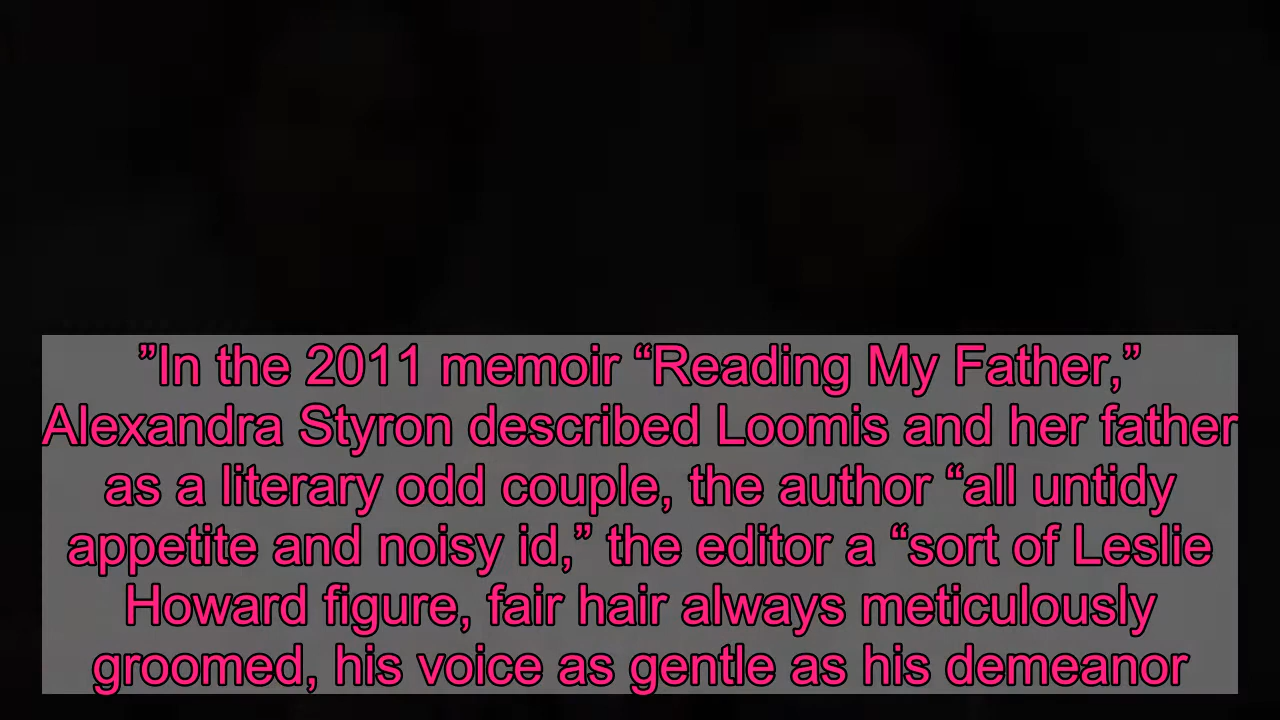 ”In the 2011 memoir “Reading My Father,”
Alexandra Styron described Loomis and her father
as a literary odd couple, the author “all untidy
appetite and noisy id,” the editor a “sort of Leslie
Howard figure, fair hair always meticulously
groomed, his voice as gentle as his demeanor